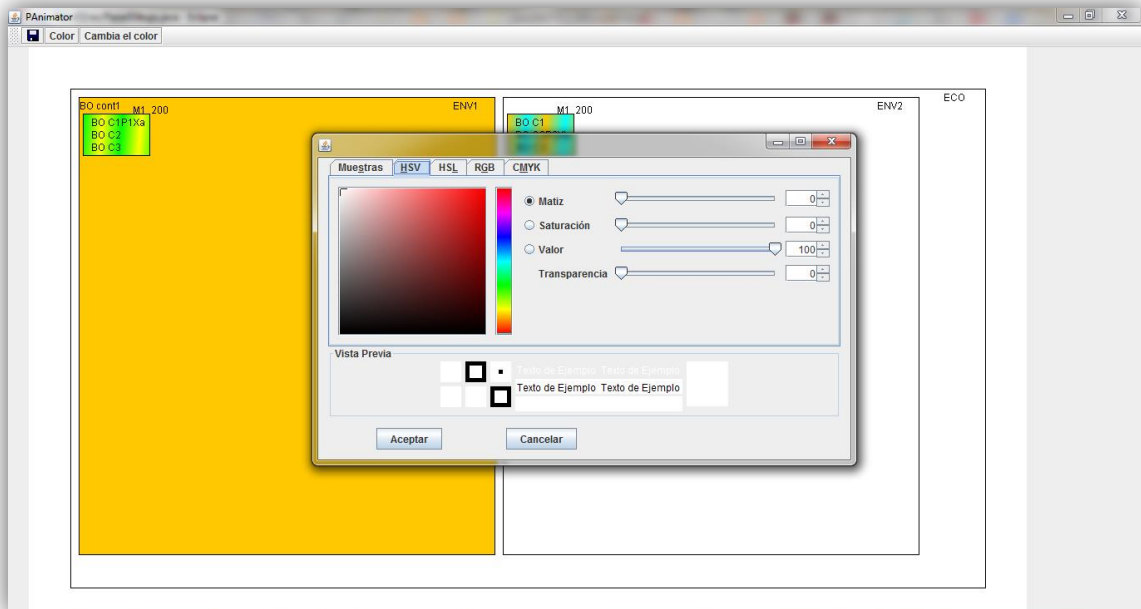 PAnimator
Color Cambia el color
ECO
BO cont1 M1_200 ENV1
BO C1P1Xa
BO C2
BO C3
M1_200 ENV2
BO C1
Muestras HSV HSL RGB CMYK
Matiz 0
Saturación 0
Valor 100
Transparencia 0
Vista Previa
Texto de Ejemplo Texto de Ejemplo
Texto de Ejemplo Texto de Ejemplo
Aceptar Cancelar